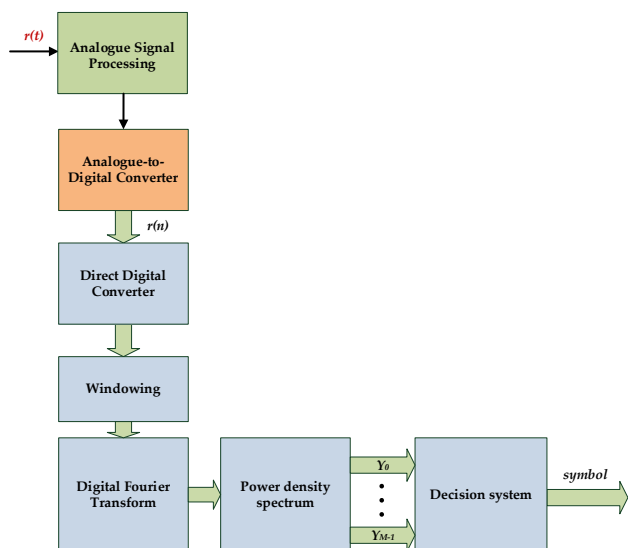 r(t)
Analogue Signal
Processing
Analogue-to-
Digital Converter
r(n)
Direct Digital
Converter
Windowing
Digital Fourier
Transform
Power density
spectrum
Y0
YM-1
Decision system
symbol